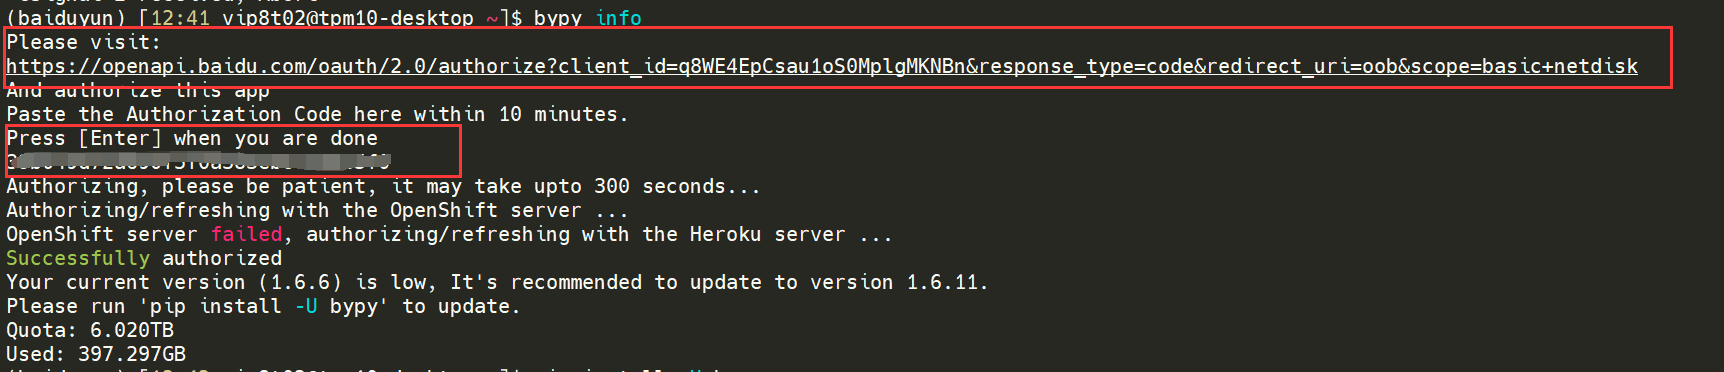 (baiduyun) [12:41 vip8t02@tpm10-desktop ~]$ bypy info
Please visit:
https://openapi.baidu.com/oauth/2.0/authorize?client_id=q8WE4EpCsau1oS0MplgMKNBn&response_type=code&redirect_uri=oob&scope=basic+netdisk
And authorize this app
Paste the Authorization Code here within 10 minutes.
Press [Enter] when you are done
Authorizing, please be patient, it may take upto 300 seconds...
Authorizing/refreshing with the OpenShift server ...
OpenShift server failed, authorizing/refreshing with the Heroku server ...
Successfully authorized
Your current version (1.6.6) is low, It's recommended to update to version 1.6.11.
Please run 'pip install -U bypy' to update.
Quota: 6.020TB
Used: 397.297GB